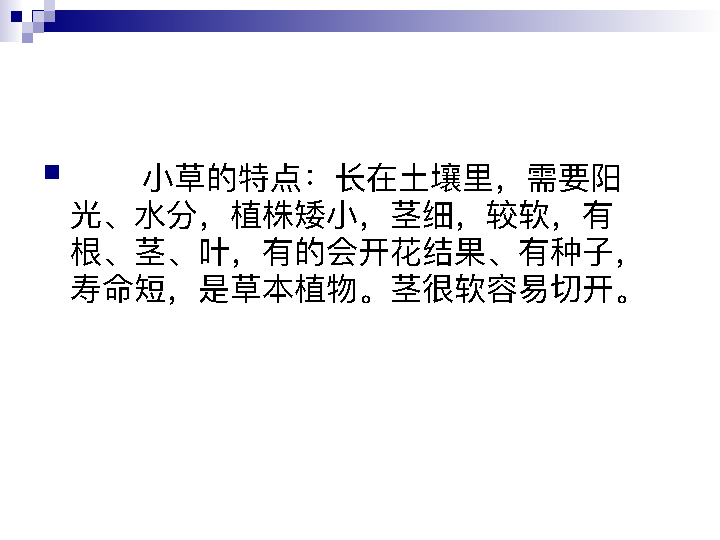 小草的特点：长在土壤里，需要阳
光、水分，植株矮小，茎细，较软，有
根、茎、叶，有的会开花结果、有种子，
寿命短，是草本植物。茎很软容易切开。